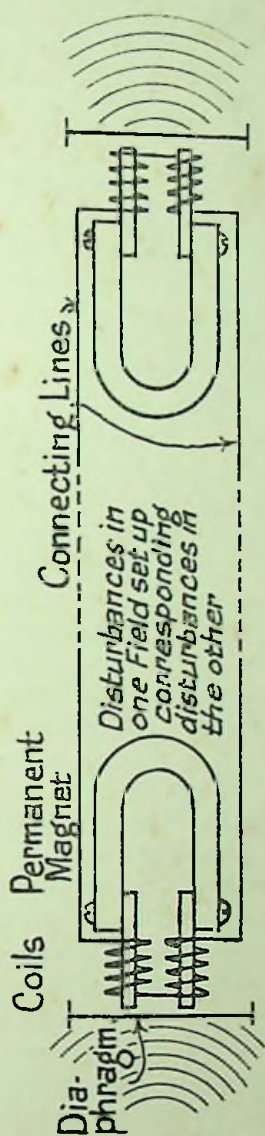 Dia-
phragm
Coils
Permanent
Magnet
Connecting Lines
Disturbances in
one Field set up
corresponding
disturbances in
the other